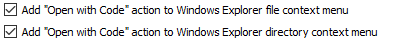 Add "Open with Code" action to Windows Explorer file context menu
Add "Open with Code" action to Windows Explorer directory context menu